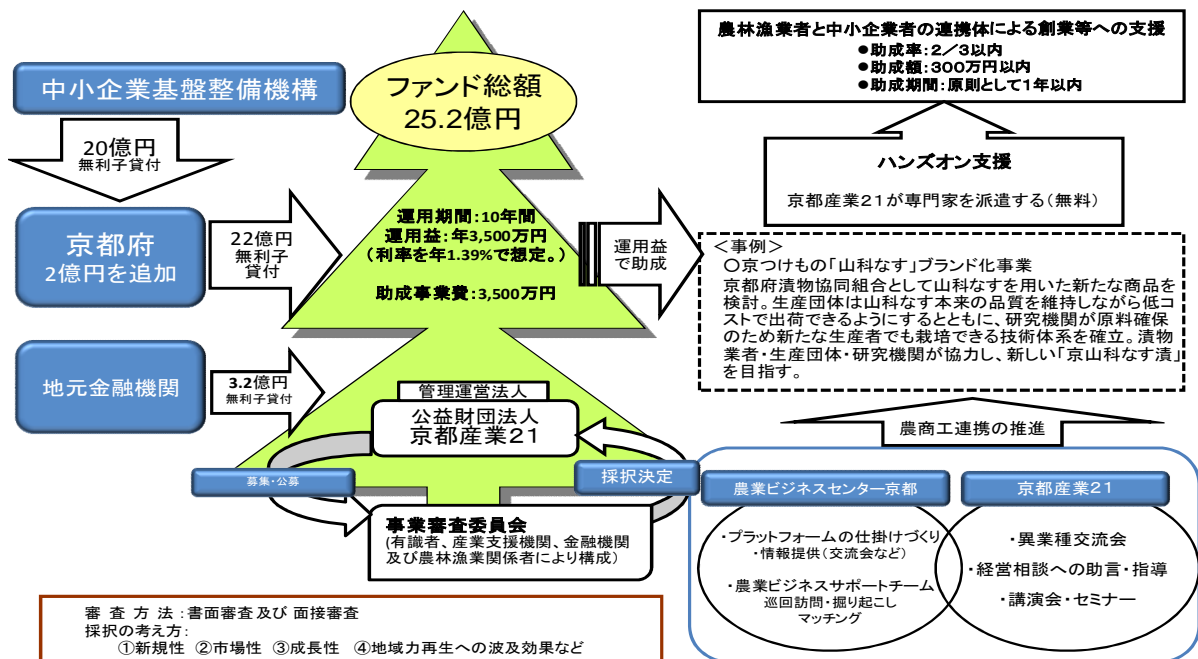 中小企業基盤整備機構
20億円
無利子貸付
京都府
2億円を追加
22億円
無利子
貸付
地元金融機関
3.2億円
無利子貸付
ファンド総額
25.2億円
運用期間:10年間
運用益:年3,500万円
(利率を年1.39%で想定。)
助成事業費:3,500万円
管理運営法人
公益財団法人
京都産業21
募集・公募
採択決定
事業審査委員会
(有識者、産業支援機関、金融機関
及び農林漁業関係者により構成)
審査方法:書面審査及び面接審査
採択の考え方:
①新規性 ②市場性 ③成長性 ④地域力再生への波及効果など
運用益
で助成
農林漁業者と中小企業者の連携体による創業等への支援
●助成率:2/3以内
●助成額:300万円以内
●助成期間:原則として1年以内
ハンズオン支援
京都産業21が専門家を派遣する(無料)
<事例>
○京つけもの「山科なす」ブランド化事業
京都府漬物協同組合として山科なすを用いた新たな商品を
検討。生産団体は山科なす本来の品質を維持しながら低コ
ストで出荷できるようにするとともに、研究機関が原料確保
のため新たな生産者でも栽培できる技術体系を確立。漬物
業者・生産団体・研究機関が協力し、新しい「京山科なす漬」
を目指す。
農商工連携の推進
農業ビジネスセンター京都
・プラットフォームの仕掛けづくり
・情報提供(交流会など)
・農業ビジネスサポートチーム
巡回訪問・掘り起こし
マッチング
京都産業21
・異業種交流会
・経営相談への助言・指導
・講演会・セミナー